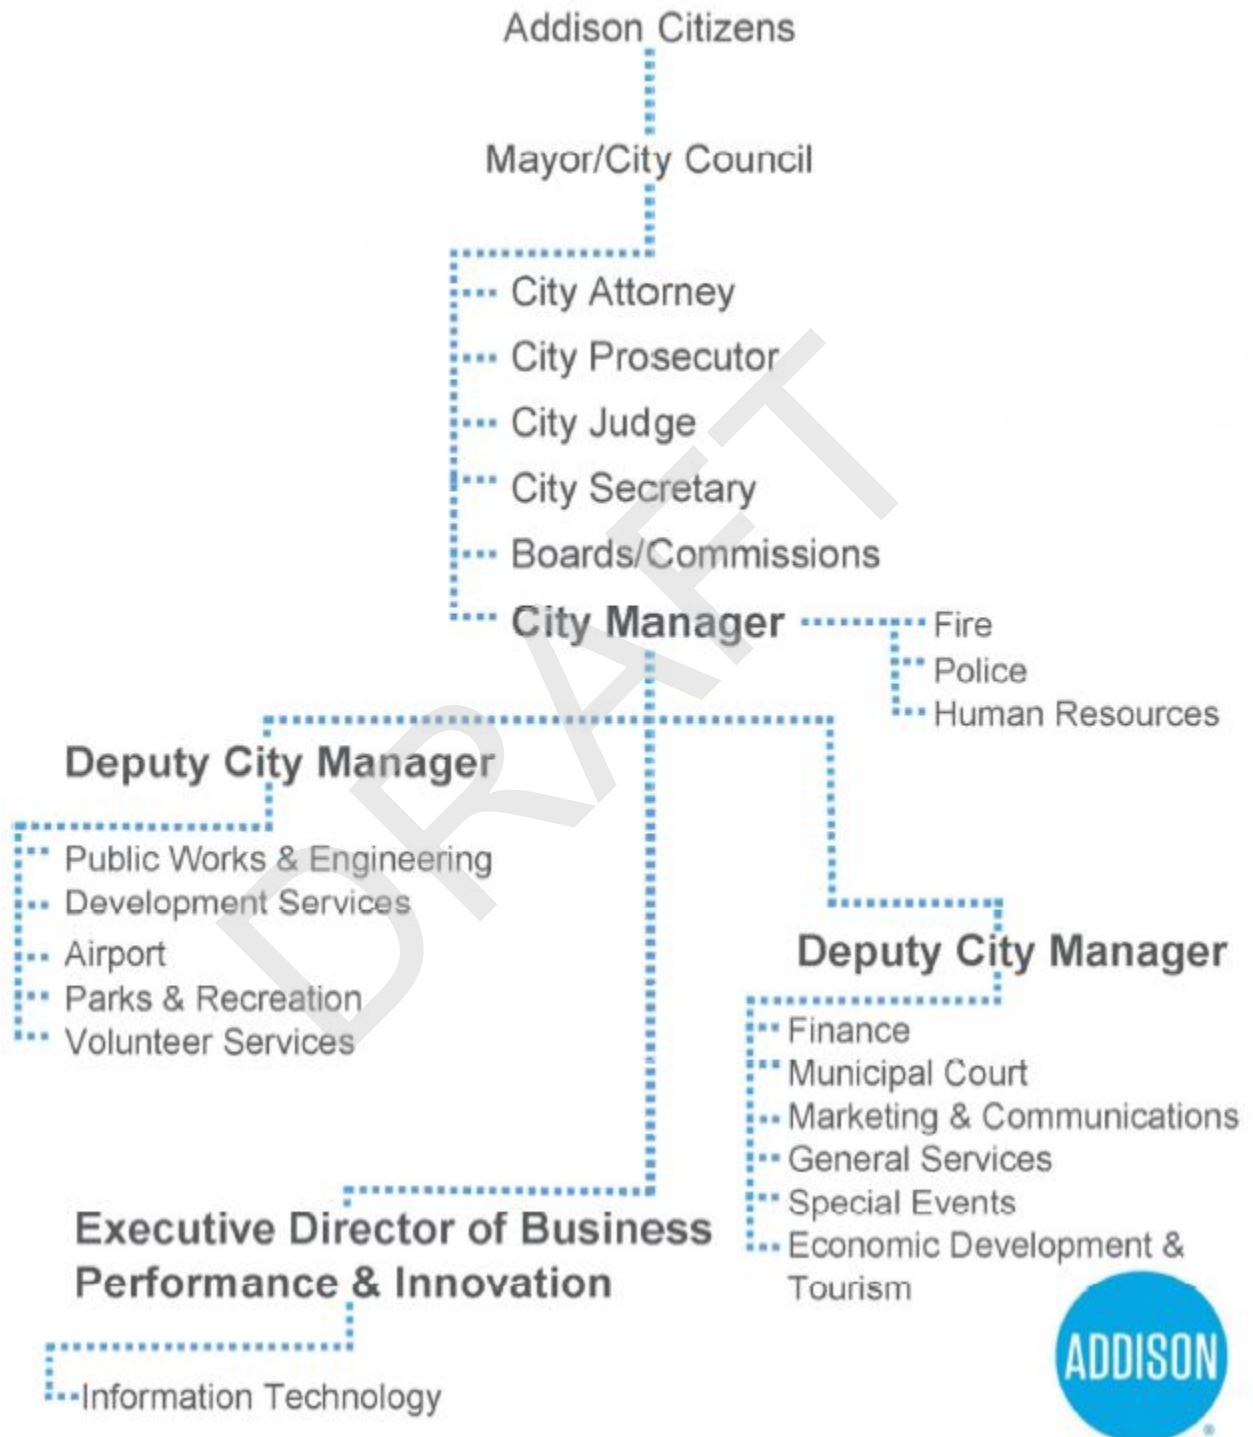 Addison Citizens
Mayor/City Council
City Attorney
City Prosecutor
City Judge
City Secretary
Boards/Commissions
City Manager
Fire
Police
Human Resources
Deputy City Manager
Public Works & Engineering
Development Services
Airport
Parks & Recreation
Volunteer Services
Deputy City Manager
Finance
Municipal Court
Marketing & Communications
General Services
Special Events
Economic Development &
Tourism
Executive Director of Business
Performance & Innovation
Information Technology
ADDISON
®
DRAFT